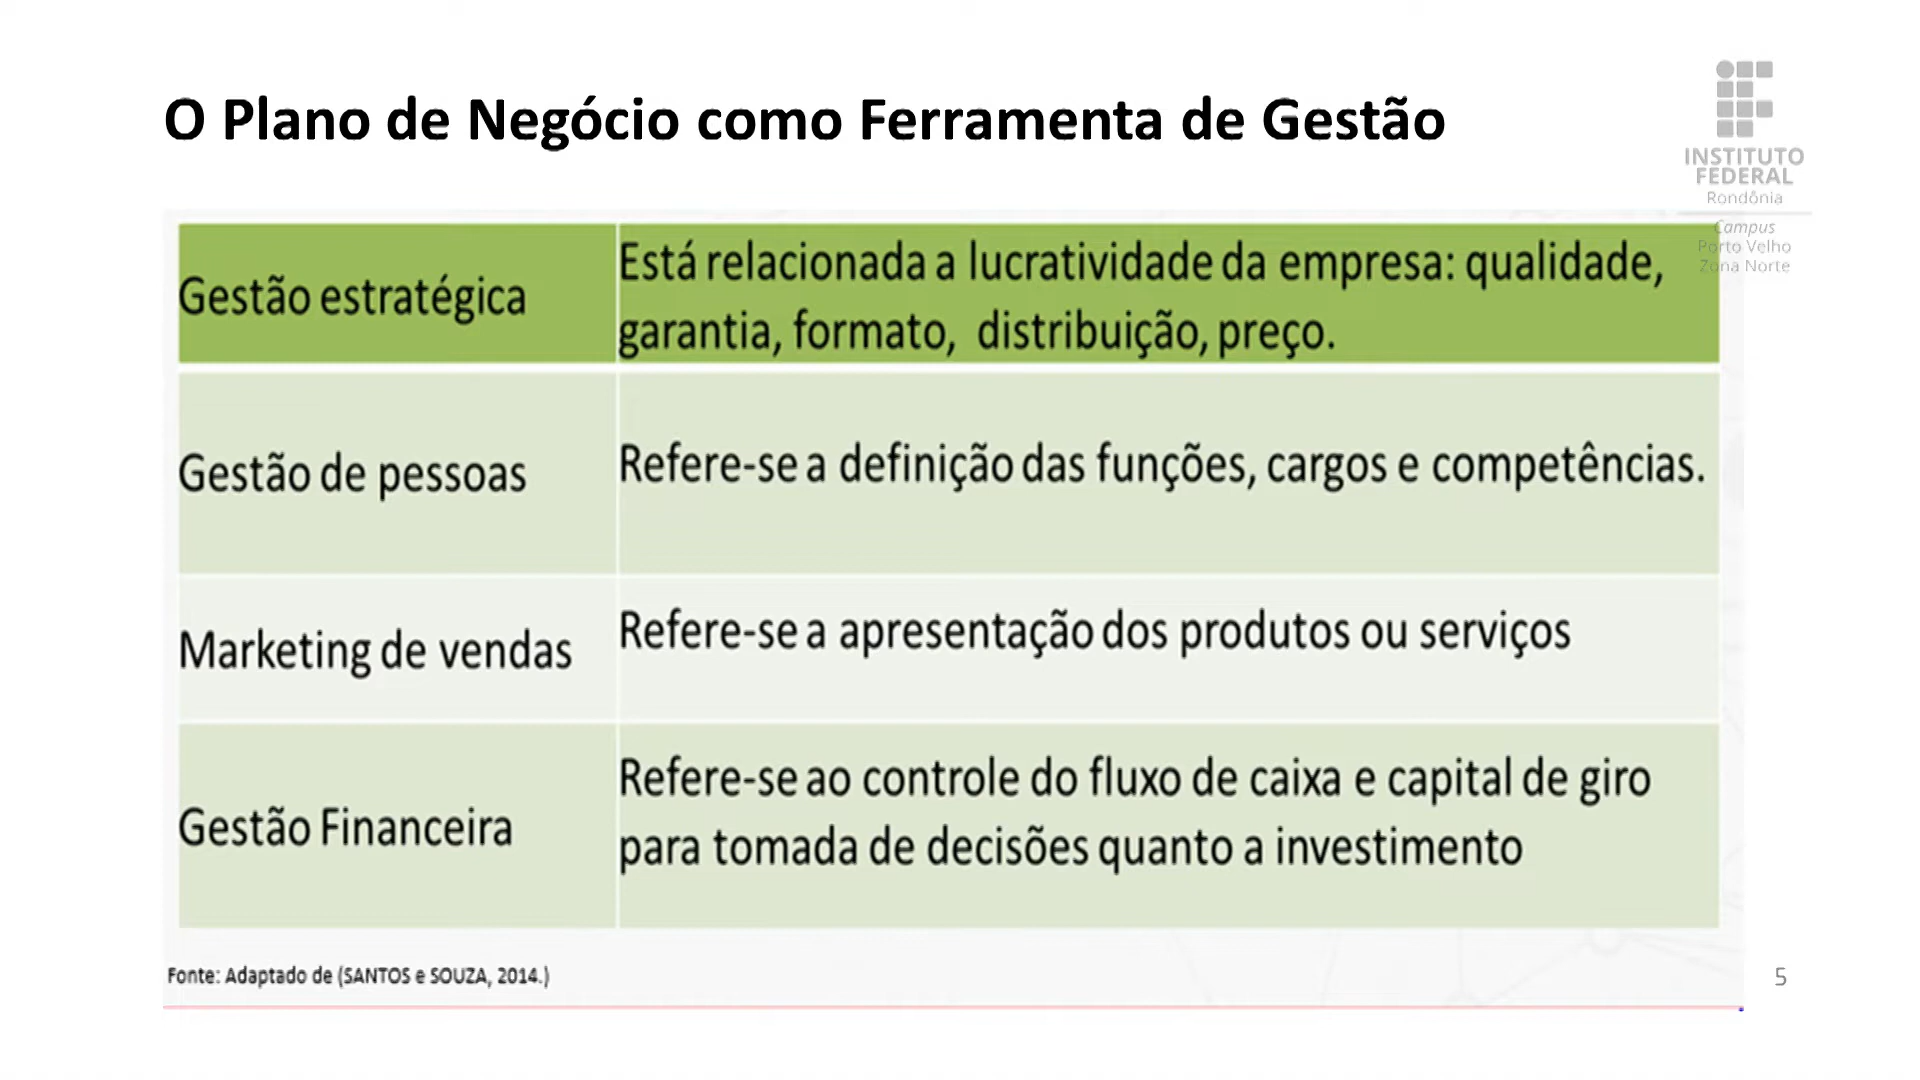 O Plano de Negócio como Ferramenta de Gestão
INSTITUTO
FEDERAL
Rondônia
Campus
Porto Velho
Zona Norte
Gestão estratégica
Está relacionada a lucratividade da empresa: qualidade,
garantia, formato, distribuição, preço.
Gestão de pessoas
Refere-se a definição das funções, cargos e competências.
Marketing de vendas
Refere-se a apresentação dos produtos ou serviços
Gestão Financeira
Refere-se ao controle do fluxo de caixa e capital de giro
para tomada de decisões quanto a investimento
Fonte: Adaptado de (SANTOS e SOUZA, 2014.)
5